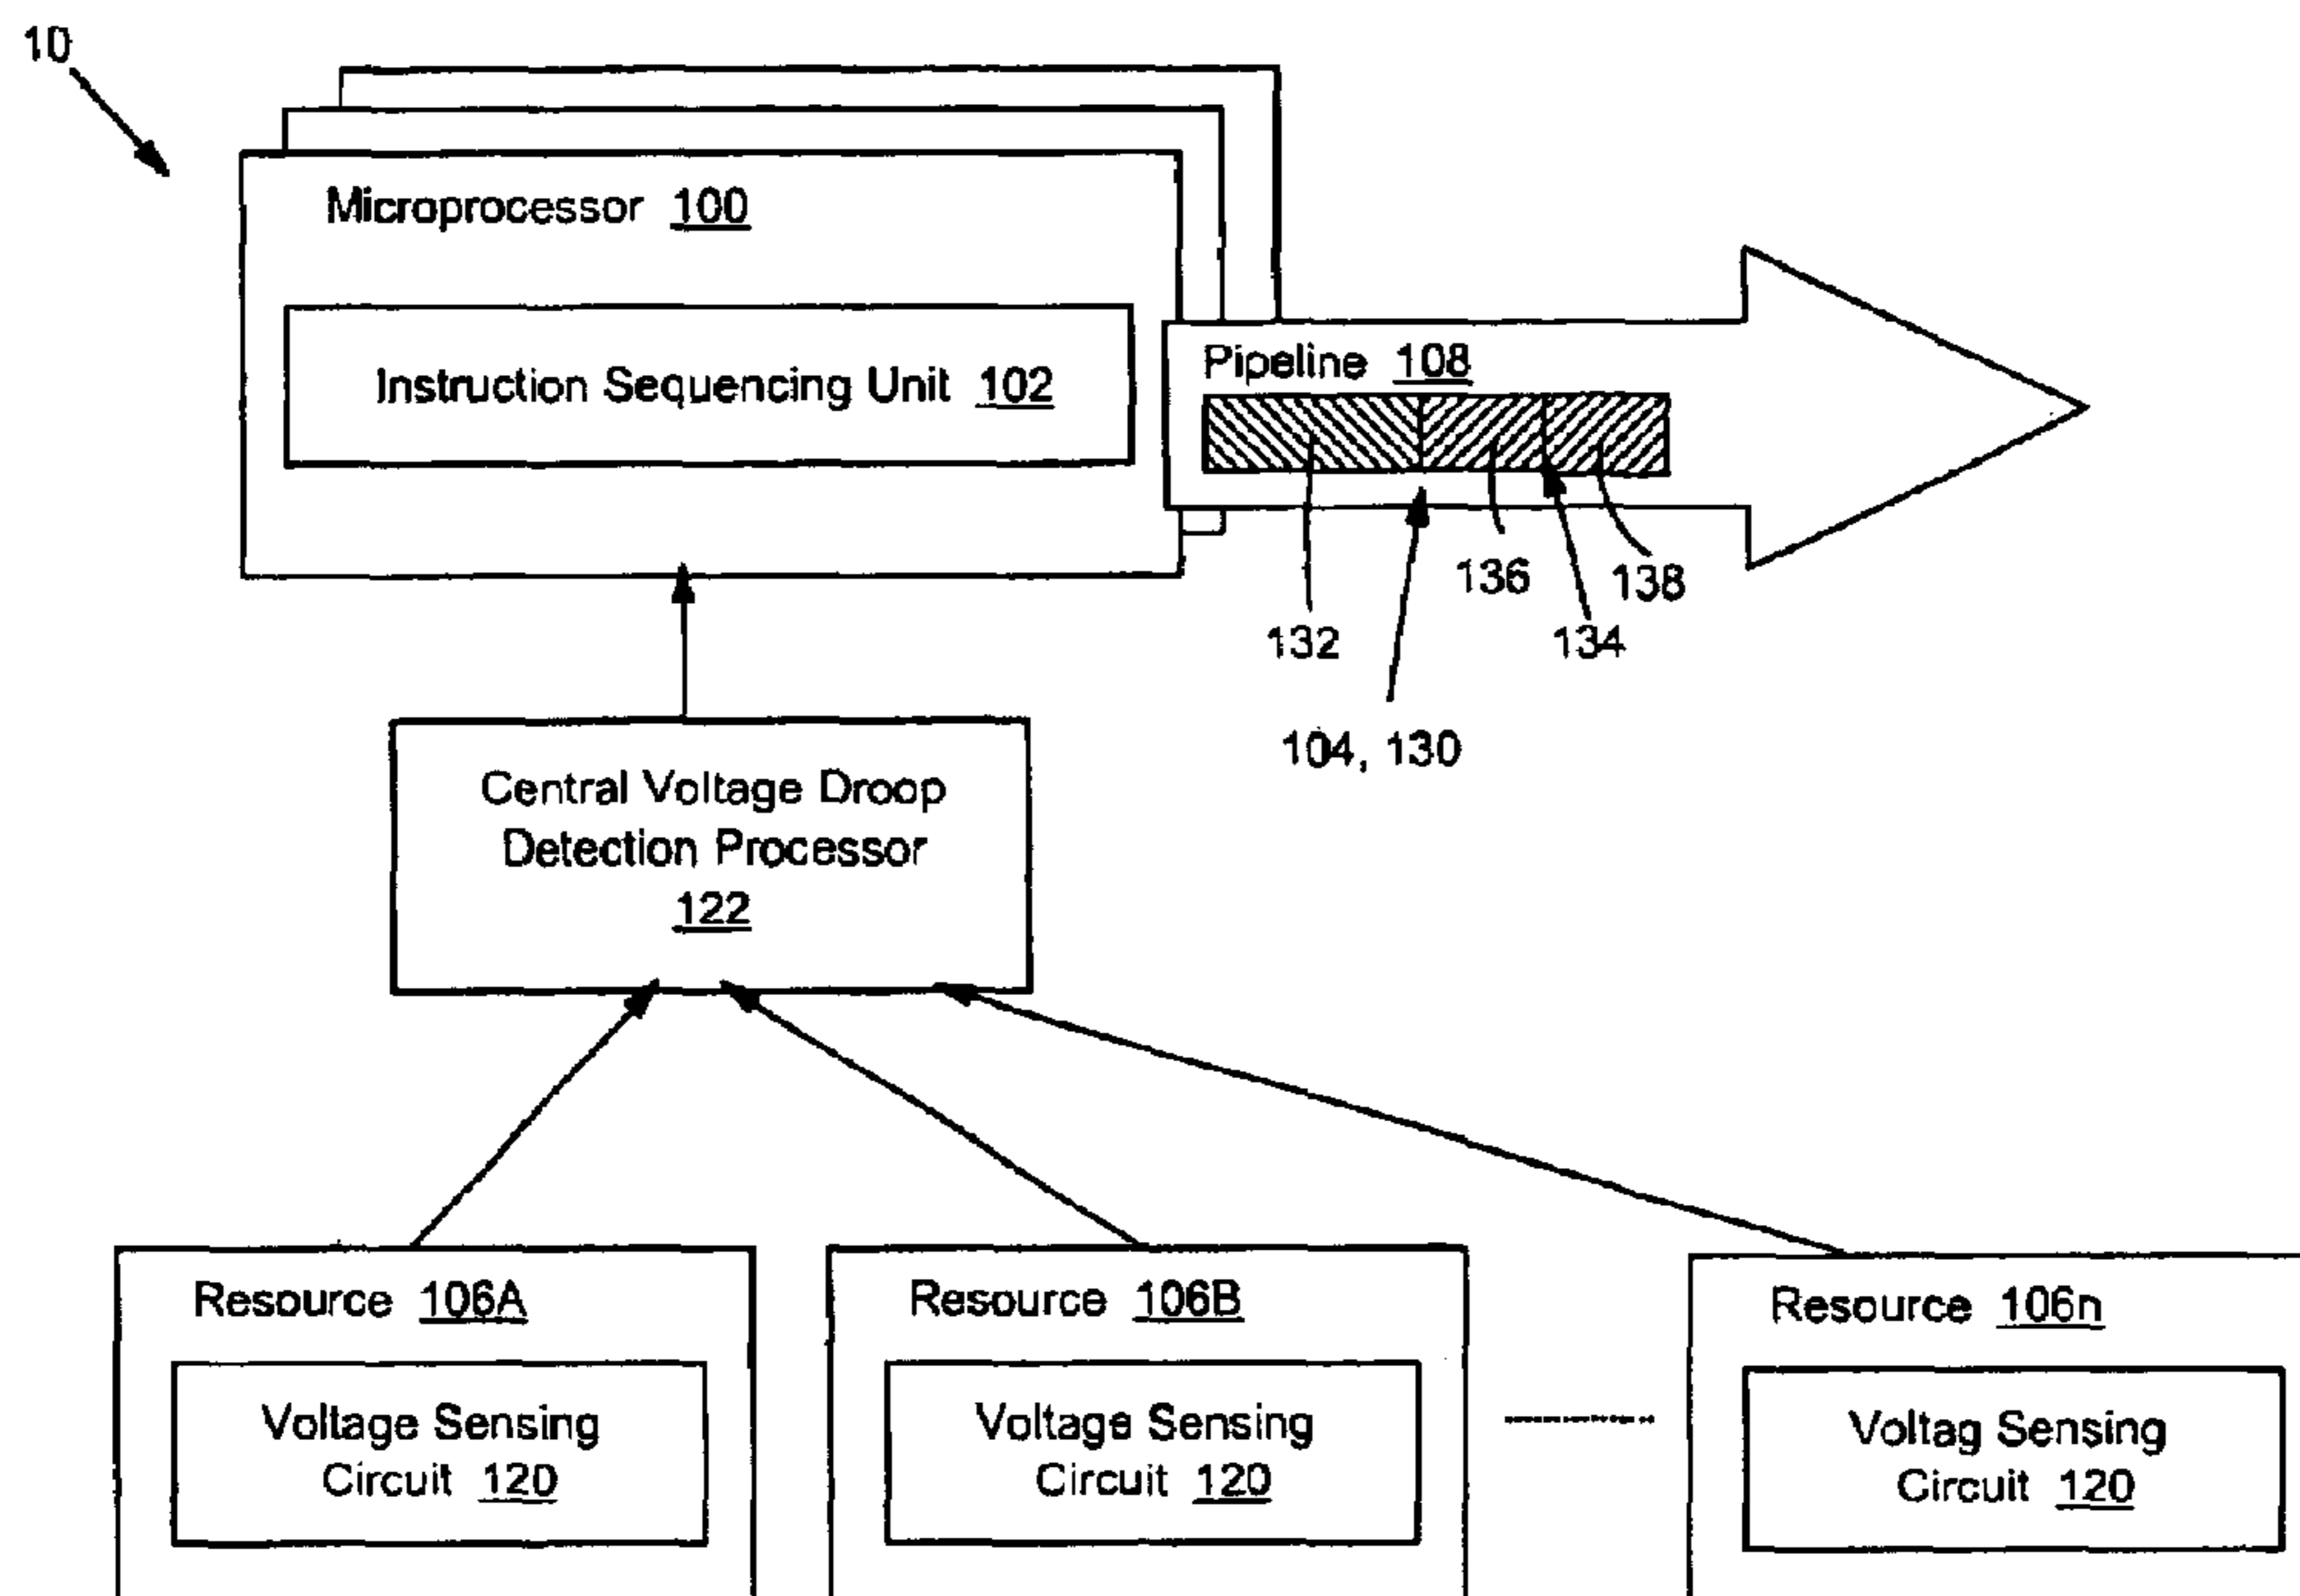 10
Microprocessor 100
Instruction Sequencing Unit 102
Pipeline 108
136
138
132
134
104, 130
Central Voltage Droop
Detection Processor
122
Resource 106A
Voltage Sensing
Circuit 120
Resource 106B
Voltage Sensing
Circuit 120
Resource 106n
Voltag Sensing
Circuit 120